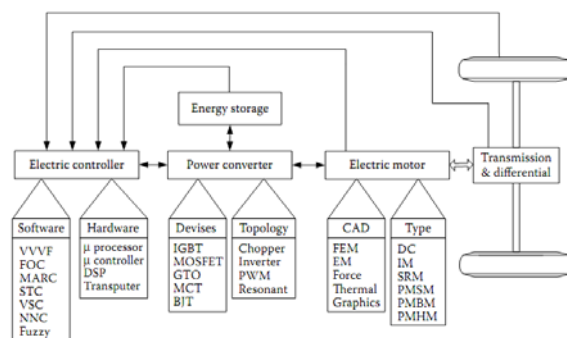 Energy storage
Electric controller
Power converter
Electric motor
Transmission
& differential
Software
VVVF
FOC
MARC
STC
VSC
NNC
Fuzzy
Hardware
μ processor
μ controller
DSP
Transputer
Devises
IGBT
MOSFET
GTO
MCT
BJT
Topology
Chopper
Inverter
PWM
Resonant
CAD
FEM
EM
Force
Thermal
Graphics
Type
DC
IM
SRM
PMSM
PMBM
PMHM